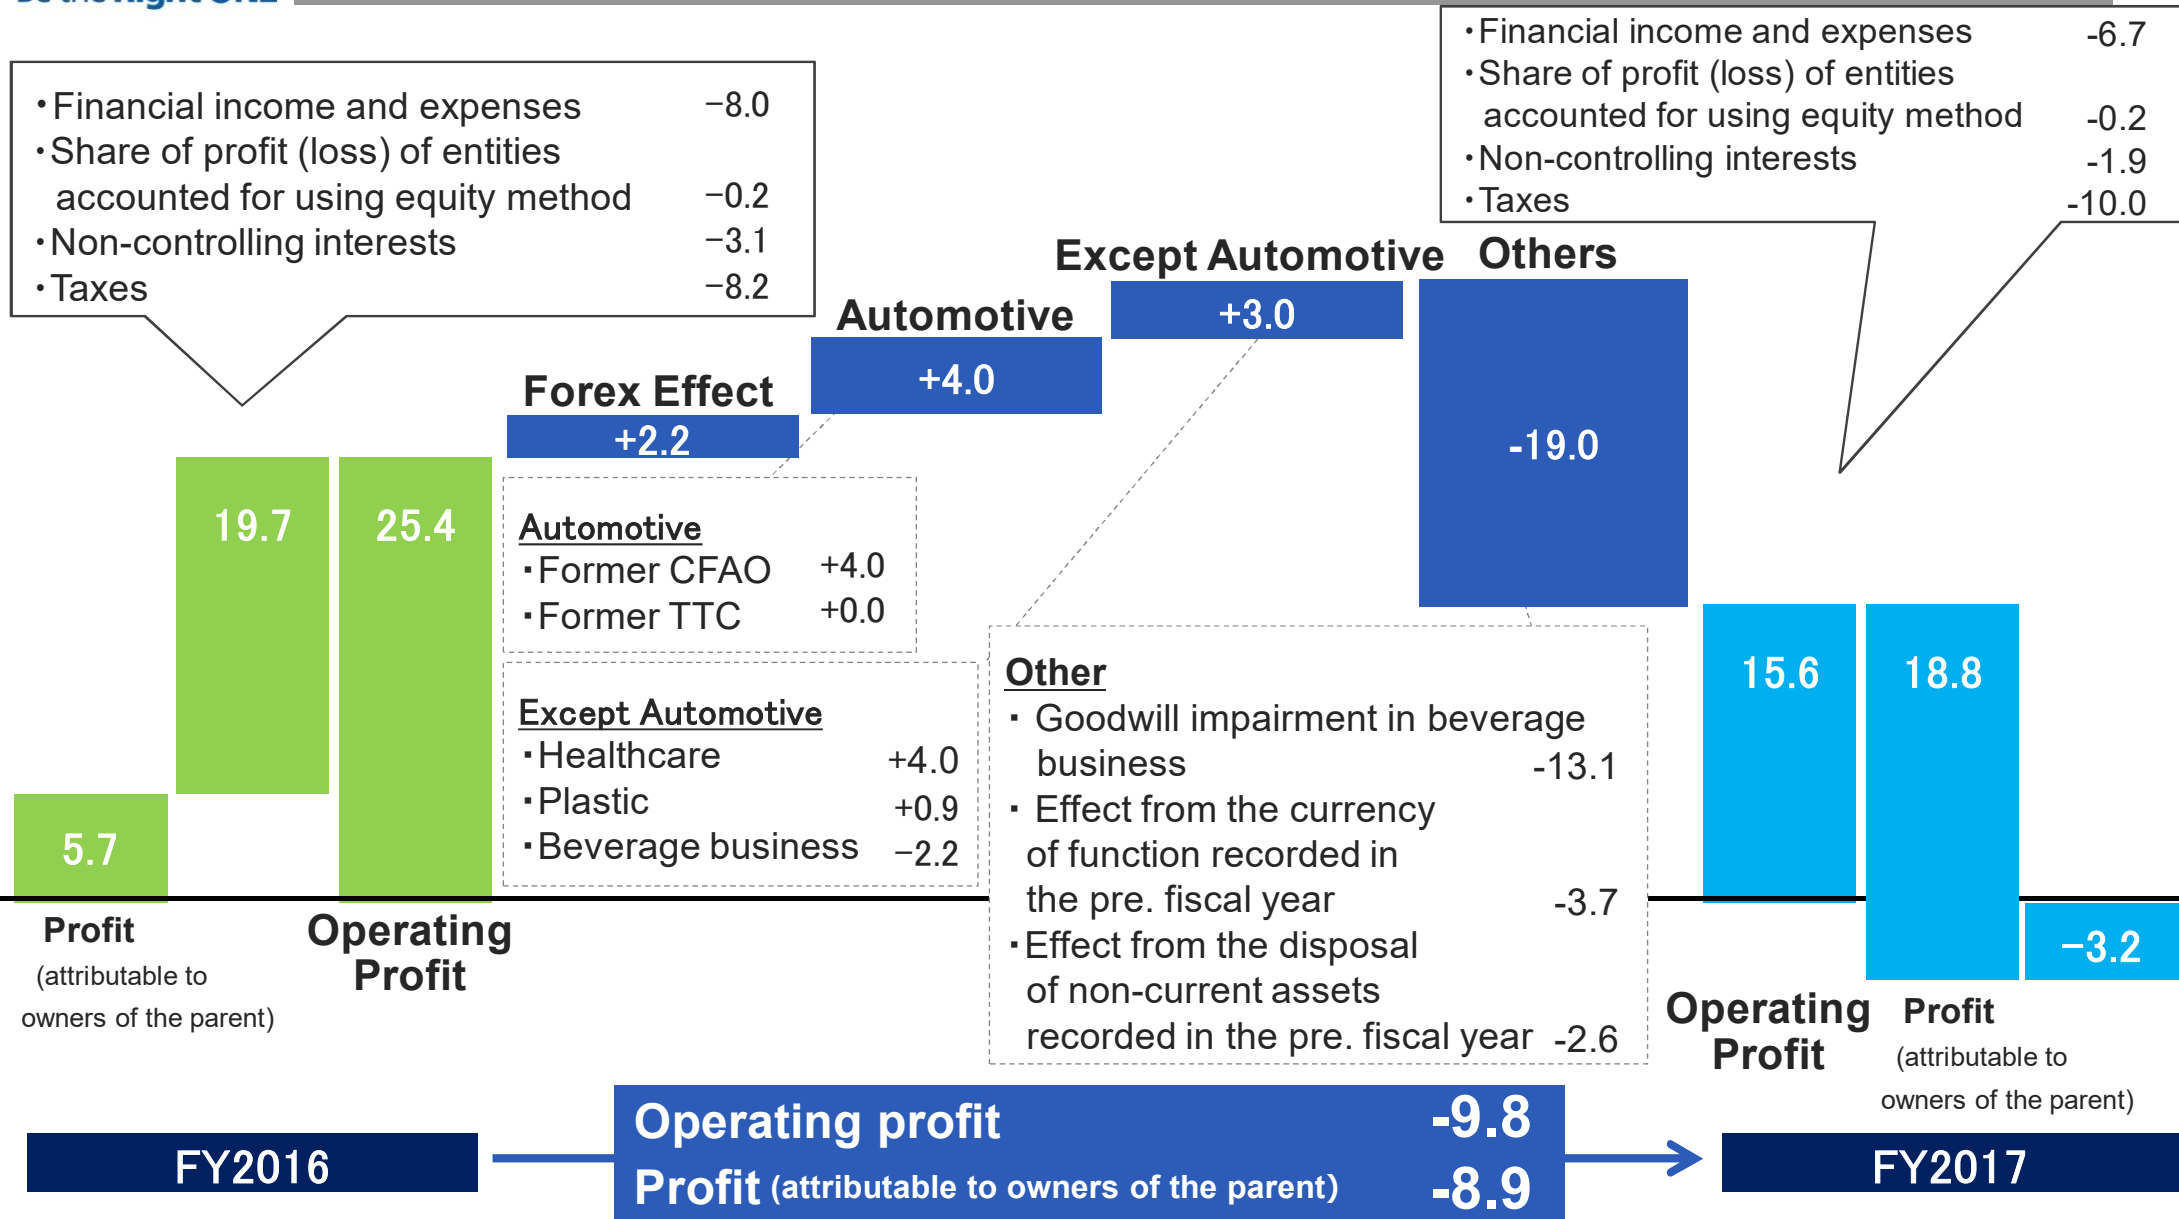 Be the Right ONE
・Financial income and expenses −8.0
・Share of profit (loss) of entities
accounted for using equity method −0.2
・Non-controlling interests −3.1
・Taxes −8.2
・Financial income and expenses -6.7
・Share of profit (loss) of entities
accounted for using equity method -0.2
・Non-controlling interests -1.9
・Taxes -10.0
Forex Effect
+2.2
Automotive
+4.0
Except Automotive
+3.0
Others
-19.0
5.7
19.7
25.4
Automotive
・Former CFAO +4.0
・Former TTC +0.0
Except Automotive
・Healthcare +4.0
・Plastic +0.9
・Beverage business −2.2
Other
・ Goodwill impairment in beverage
business -13.1
・ Effect from the currency
of function recorded in
the pre. fiscal year -3.7
・Effect from the disposal
of non-current assets
recorded in the pre. fiscal year -2.6
15.6
18.8
−3.2
Profit
(attributable to
owners of the parent)
Operating
Profit
Operating
Profit
Profit
(attributable to
owners of the parent)
FY2016
Operating profit -9.8
Profit (attributable to owners of the parent) -8.9
FY2017